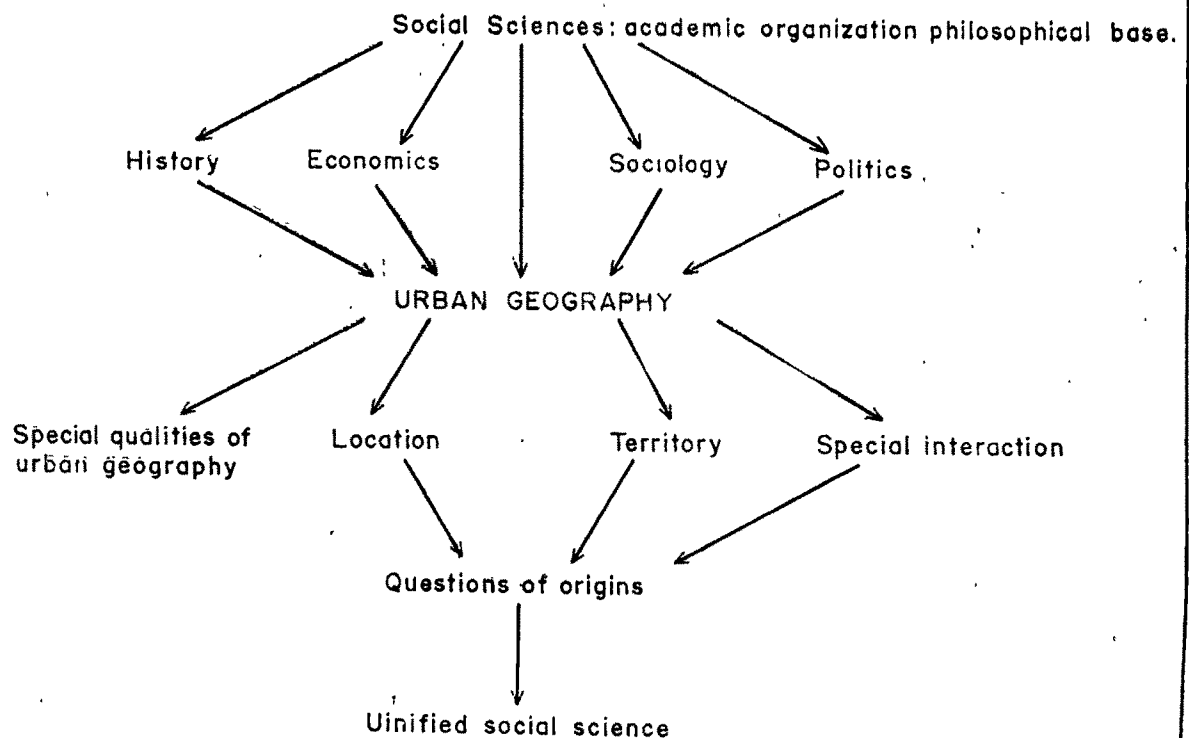 Social Sciences: academic organization philosophical base.
History Economics Sociology Politics
URBAN GEOGRAPHY
Special qualities of
urban geography
Location Territory Special interaction
Questions of origins
Uinified social science